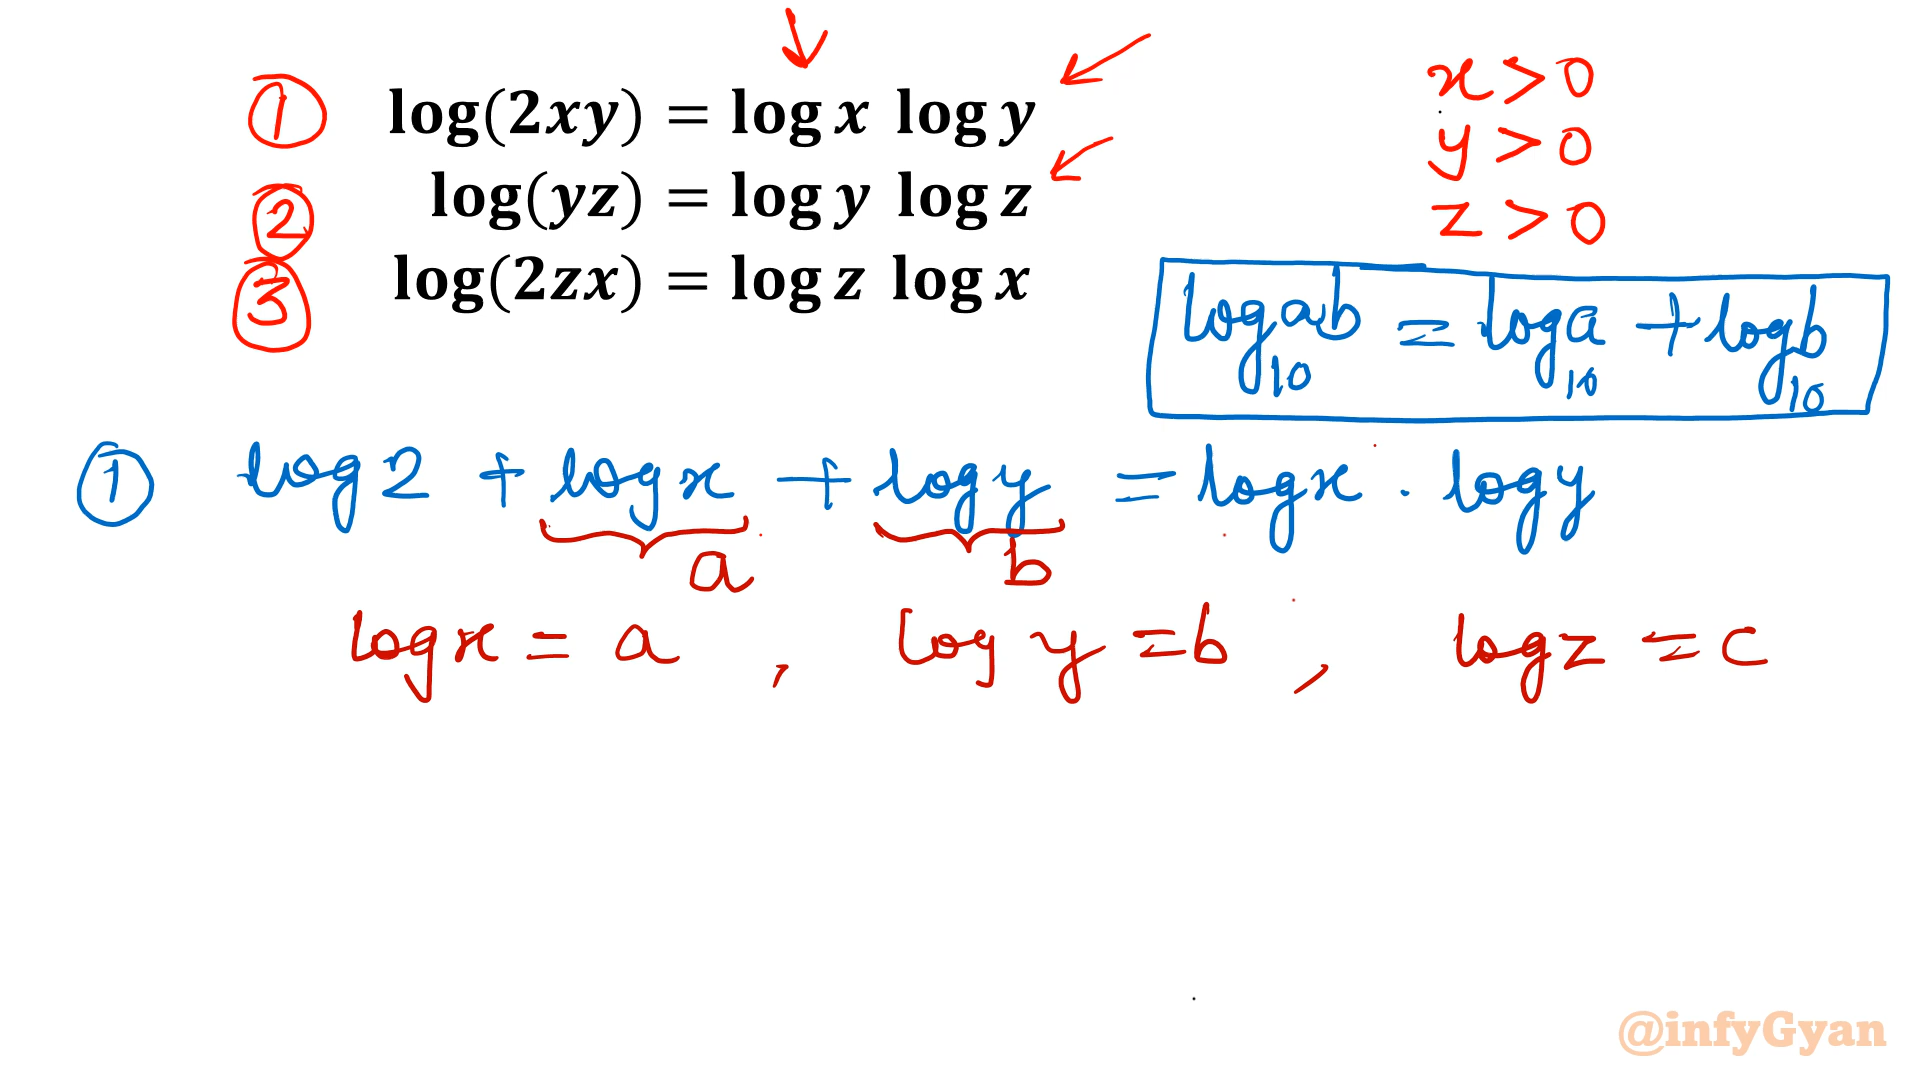 ① log(2xy) = log x log y
② log(yz) = log y log z
③ log(2zx) = log z log x
x > 0
y > 0
z > 0
log₁₀ab = log₁₀a + log₁₀b
① log 2 + log x + log y = log x . log y
a b
log x = a , log y = b , log z = c
@infyGyan